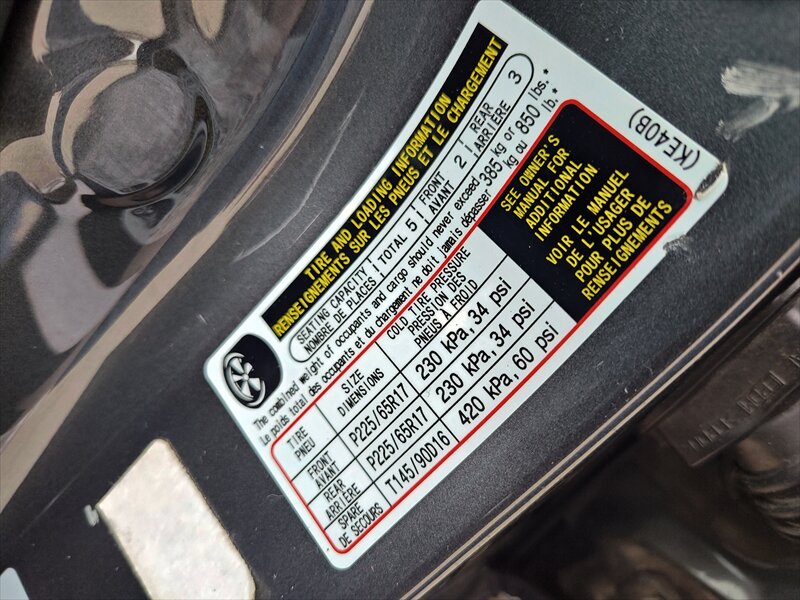 TIRE AND LOADING INFORMATION
RENSEIGNEMENTS SUR LES PNEUS ET LE CHARGEMENT
SEATING CAPACITY TOTAL 5 FRONT 2 REAR 3
NOMBRE DE PLACES AVANT ARRIÈRE
The combined weight of occupants and cargo should never exceed 385 kg or 850 lbs.*
Le poids total des occupants et du chargement ne doit jamais dépasser kg ou lb.*
TIRE SIZE COLD TIRE PRESSURE
PNEU DIMENSIONS PRESSION DES
PNEUS À FROID
FRONT
AVANT P225/65R17 230 kPa, 34 psi
REAR
ARRIÈRE P225/65R17 230 kPa, 34 psi
SPARE
DE SECOURS T145/90D16 420 kPa, 60 psi
SEE OWNER'S
MANUAL FOR
ADDITIONAL
INFORMATION
VOIR LE MANUEL
DE L'USAGER
POUR PLUS DE
RENSEIGNEMENTS
(KE40B)